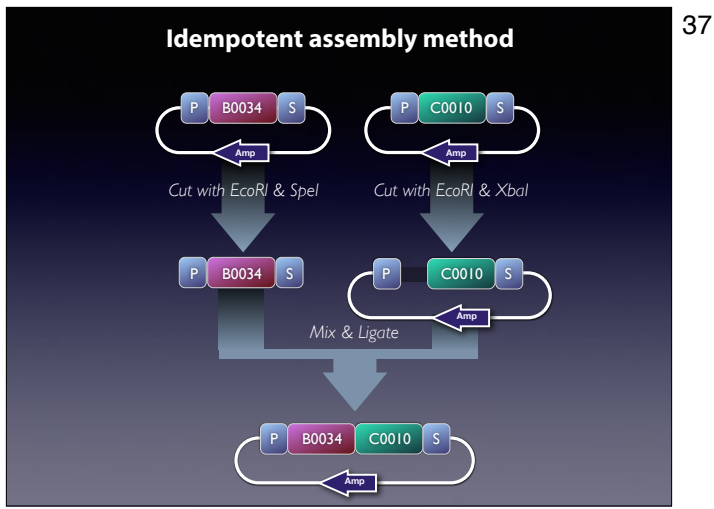 37
Idempotent assembly method
P B0034 S
P C0010 S
Amp
Amp
Cut with EcoRI & SpeI
Cut with EcoRI & XbaI
P B0034 S
P C0010 S
Amp
Mix & Ligate
P B0034 C0010 S
Amp